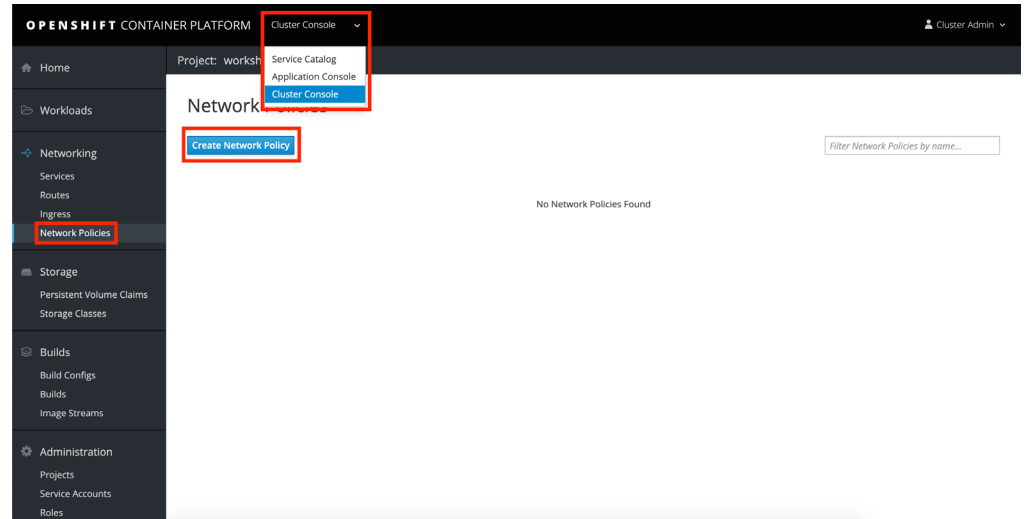 OPENSHIFT CONTAINER PLATFORM
Cluster Console
Cluster Admin
Service Catalog
Application Console
Cluster Console
Home
Workloads
Networking
Services
Routes
Ingress
Network Policies
Storage
Persistent Volume Claims
Storage Classes
Builds
Build Configs
Builds
Image Streams
Administration
Projects
Service Accounts
Roles
Project: worksh
Network Policies
Create Network Policy
Filter Network Policies by name...
No Network Policies Found